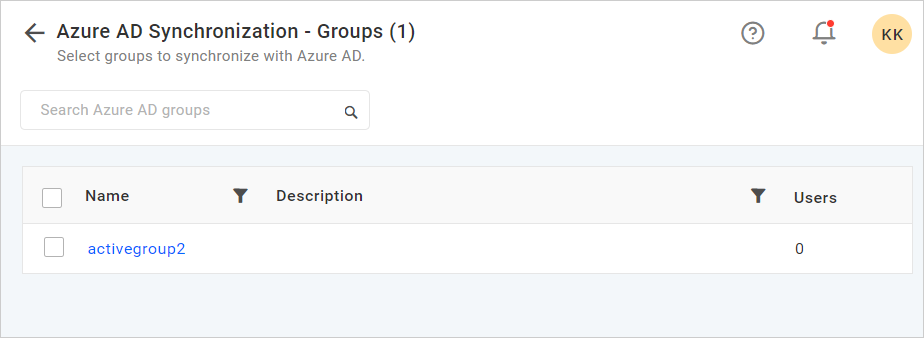 Azure AD Synchronization - Groups (1)
Select groups to synchronize with Azure AD.
KK
Search Azure AD groups
Name Description Users
activegroup2 0